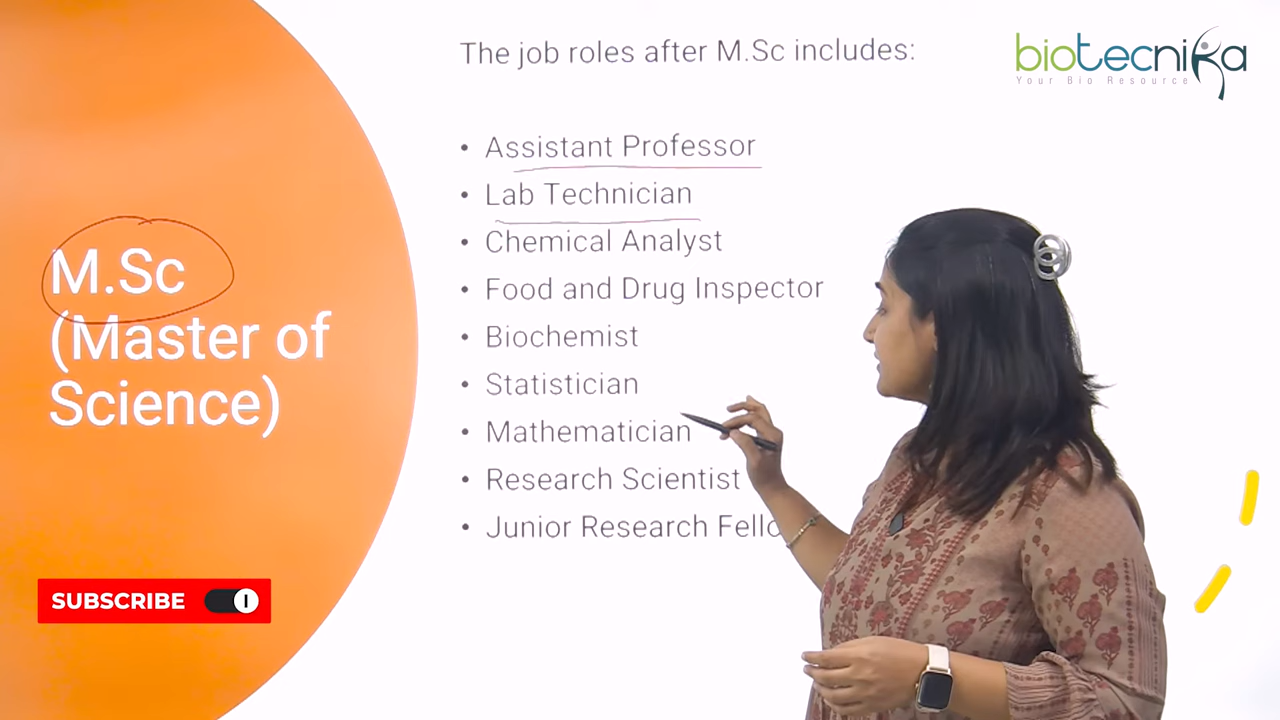 The job roles after M.Sc includes:
biotecnika
Your Bio Resource
• Assistant Professor
• Lab Technician
• Chemical Analyst
• Food and Drug Inspector
• Biochemist
• Statistician
• Mathematician
• Research Scientist
• Junior Research
M.Sc
(Master of
Science)
SUBSCRIBE